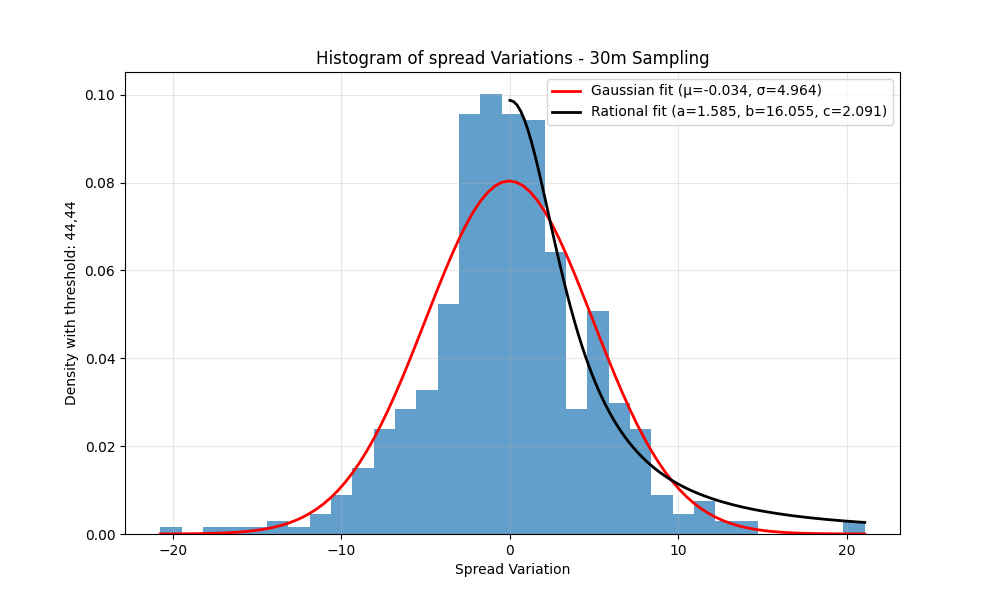 Histogram of spread Variations - 30m Sampling
Gaussian fit (μ=-0.034, σ=4.964)
Rational fit (a=1.585, b=16.055, c=2.091)
Density with threshold: 44,44
0.10
0.08
0.06
0.04
0.02
0.00
−20
−10
0
10
20
Spread Variation